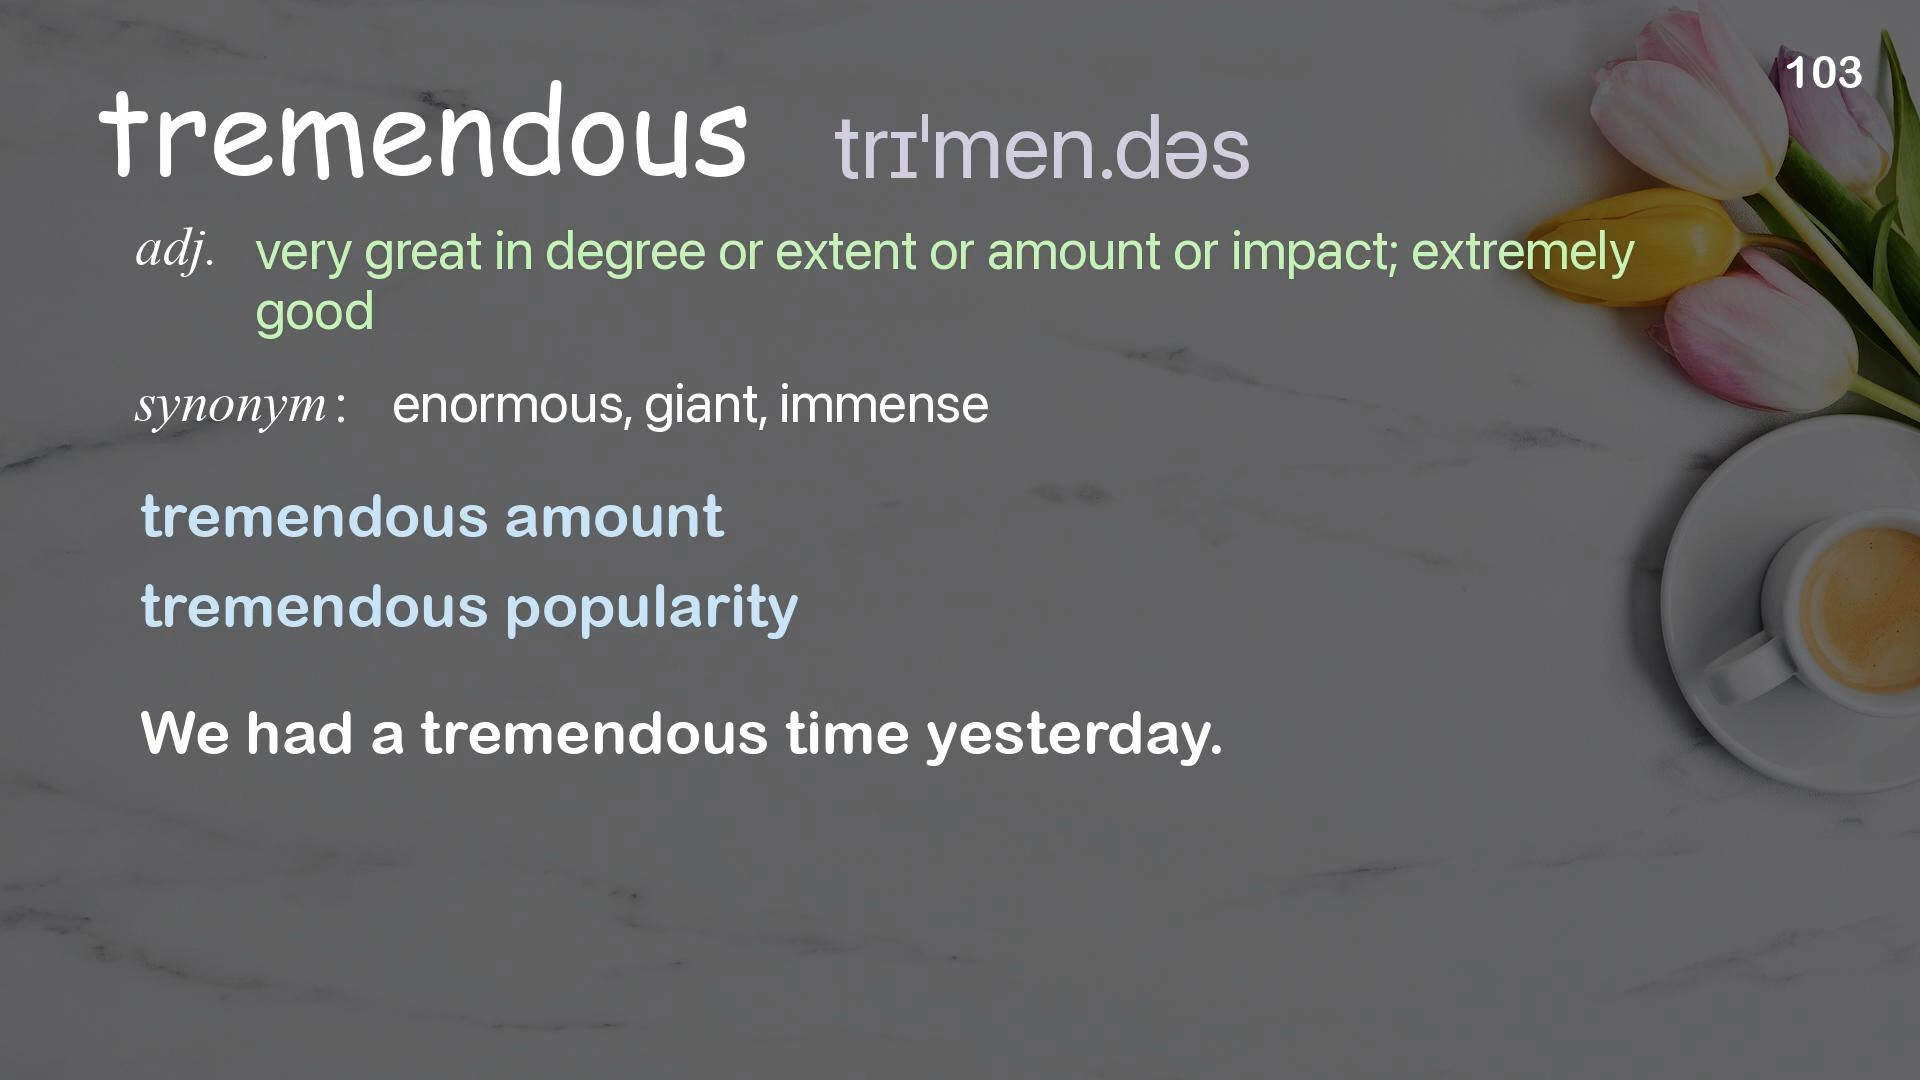 103
tremendous trɪˈmen.dəs
adj. very great in degree or extent or amount or impact; extremely
good
synonym: enormous, giant, immense
tremendous amount
tremendous popularity
We had a tremendous time yesterday.